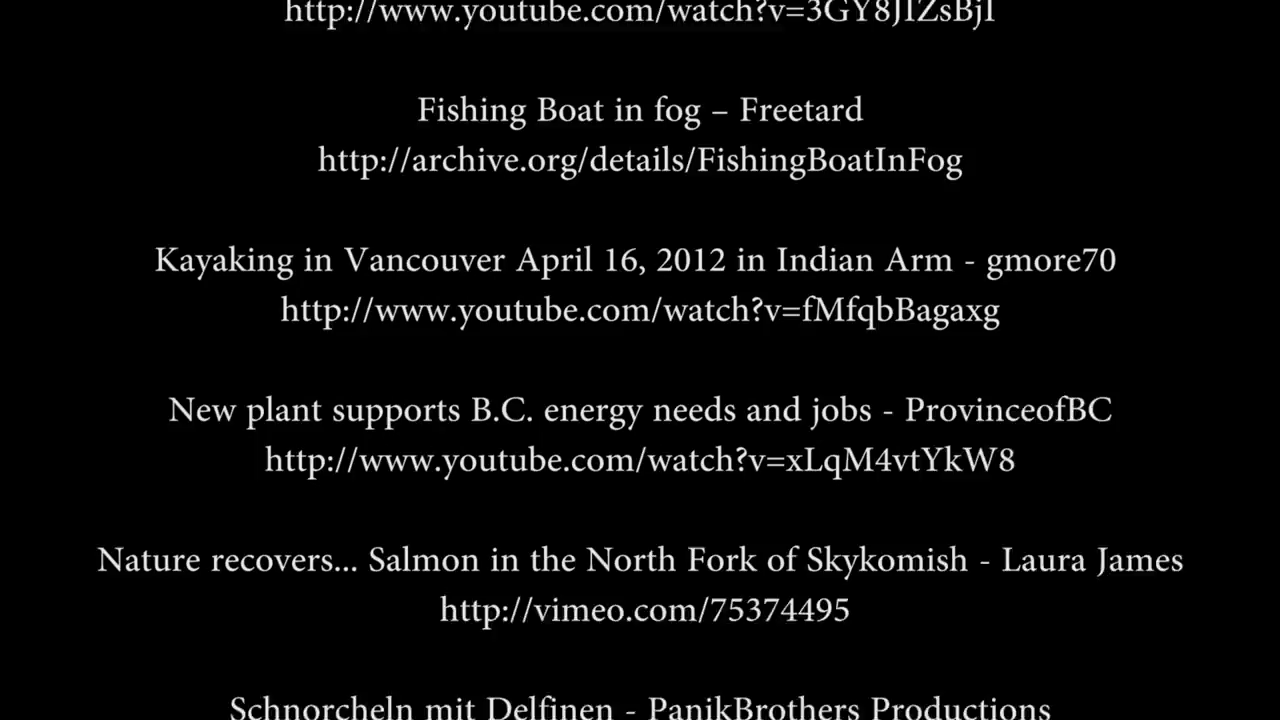 http://www.youtube.com/watch?v=3GY8JIZsBjI
Fishing Boat in fog – Freetard
http://archive.org/details/FishingBoatInFog
Kayaking in Vancouver April 16, 2012 in Indian Arm - gmore70
http://www.youtube.com/watch?v=fMfqbBagaxg
New plant supports B.C. energy needs and jobs - ProvinceofBC
http://www.youtube.com/watch?v=xLqM4vtYkW8
Nature recovers... Salmon in the North Fork of Skykomish - Laura James
http://vimeo.com/75374495
Schnorcheln mit Delfinen - PanikBrothers Productions